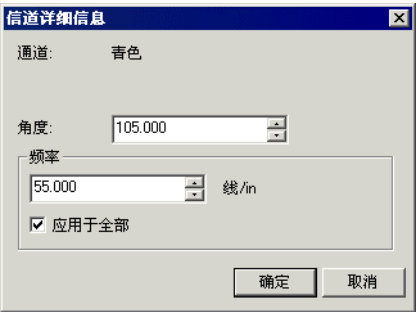 信道详细信息
通道: 青色
角度: 105.000
频率
55.000 线/in
应用于全部
确定 取消